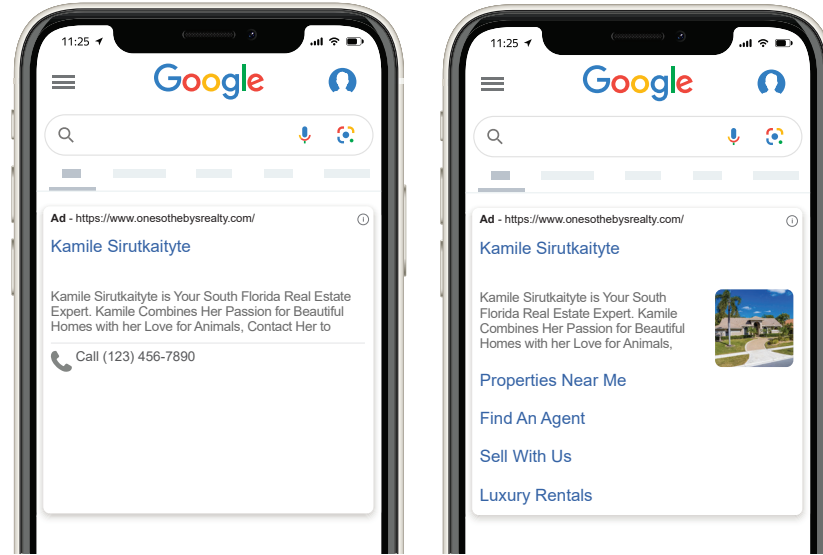 11:25
Google
Ad - https://www.onesothebysrealty.com/
Kamile Sirutkaityte
Kamile Sirutkaityte is Your South Florida Real Estate
Expert. Kamile Combines Her Passion for Beautiful
Homes with her Love for Animals, Contact Her to
Call (123) 456-7890
11:25
Google
Ad - https://www.onesothebysrealty.com/
Kamile Sirutkaityte
Kamile Sirutkaityte is Your South
Florida Real Estate Expert. Kamile
Combines Her Passion for Beautiful
Homes with her Love for Animals,
Properties Near Me
Find An Agent
Sell With Us
Luxury Rentals